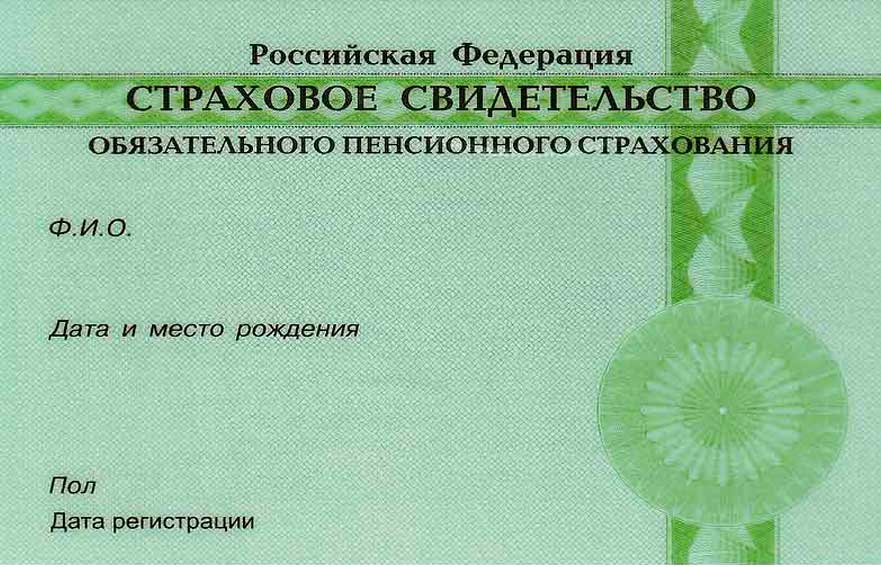 Российская Федерация
СТРАХОВОЕ СВИДЕТЕЛЬСТВО
ОБЯЗАТЕЛЬНОГО ПЕНСИОННОГО СТРАХОВАНИЯ
Ф.И.О.
Дата и место рождения
Пол
Дата регистрации